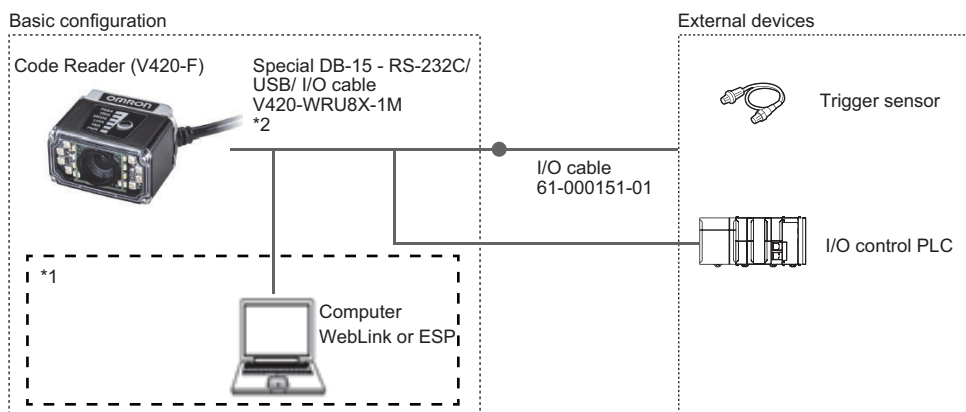 Basic configuration
External devices
Code Reader (V420-F)
Special DB-15 - RS-232C/
USB/ I/O cable
V420-WRU8X-1M
*2
OMRON
Trigger sensor
I/O cable
61-000151-01
I/O control PLC
*1
Computer
WebLink or ESP